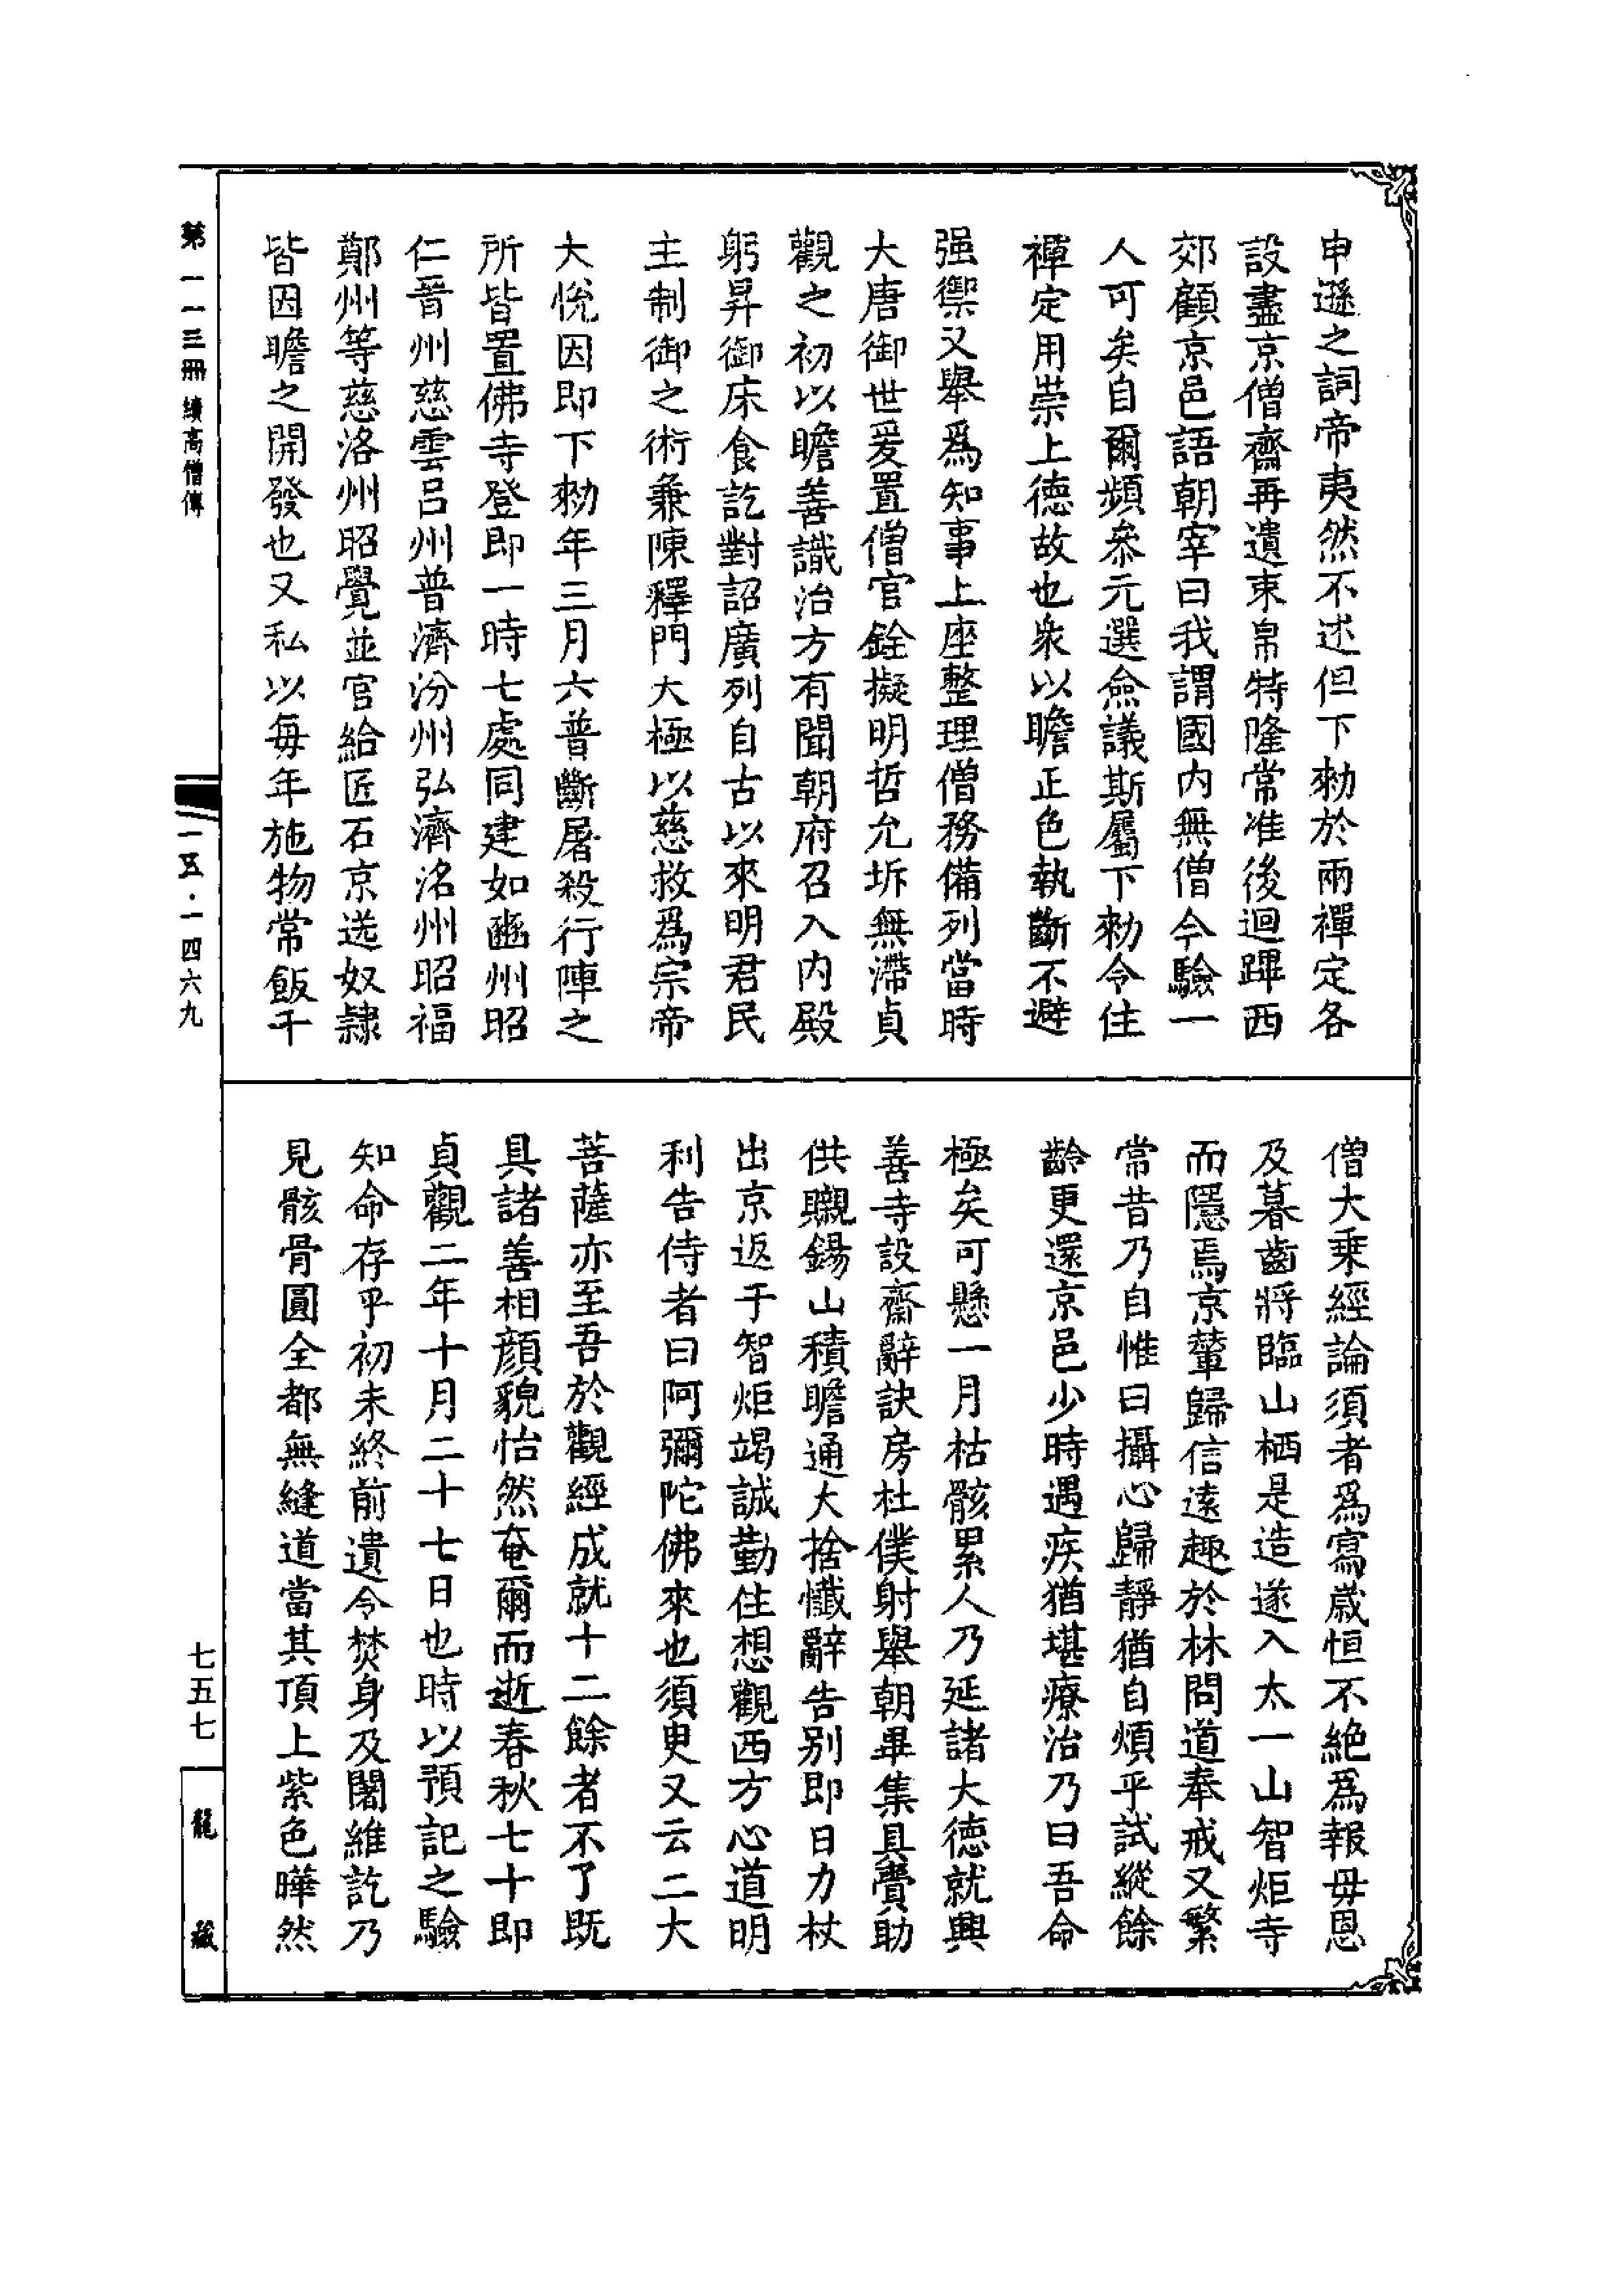 申遜之詞帝夷然不述但下勑於兩禪定各
設盡京僧齋再遺束帛特隆常准後迴蹕西
郊顧京邑語朝宰曰我謂國内無僧今驗一
人可矣自爾頻叅元選僉議斯屬下勑令住
禪定用崇上德故也衆以瞻正色執斷不避
强禦又舉爲知事上座整理僧務備列當時
大唐御世爰置僧官銓擬明哲允坼無滯貞
觀之初以瞻善識治方有聞朝府召入内殿
躬昇御床食訖對詔廣列自古以來明君民
主制御之術兼陳釋門大極以慈救爲宗帝
大悅因即下勑年三月六普斷屠殺行陣之
所皆置佛寺登即一時七處同建如豳州昭
仁晉州慈雲吕州普濟汾州弘濟洺州昭福
鄭州等慈洛州昭覺並官給匠石京送奴隷
皆因瞻之開發也又私以每年施物常飯千
僧大乗經論須者爲寫歲恒不絶爲報母恩
及暮齒將臨山栖是造遂入太一山智炬寺
而隱焉京輦歸信遠趣於林問道奉戒又繁
常昔乃自惟曰攝心歸靜猶自煩乎試縱餘
齡更還京邑少時遇疾猶堪療治乃曰吾命
極矣可懸一月枯骸累人乃延諸大德就興
善寺設齋辭訣房杜僕射舉朝畢集具費助
供䞋錫山積瞻通大捨懺辭告别即日力杖
出京返于智炬竭誠勤住想觀西方心道明
利告侍者曰阿彌陀佛來也須臾又云二大
菩薩亦至吾於觀經成就十二餘者不了既
具諸善相顔貌怡然奄爾而逝春秋七十即
貞觀二年十月二十七日也時以預記之驗
知命存乎初未終前遺令焚身及闍維訖乃
見骸骨圓全都無縫道當其頂上紫色曄然
第一一三冊 續高僧傳
一五·一四六九
七五七
龍藏